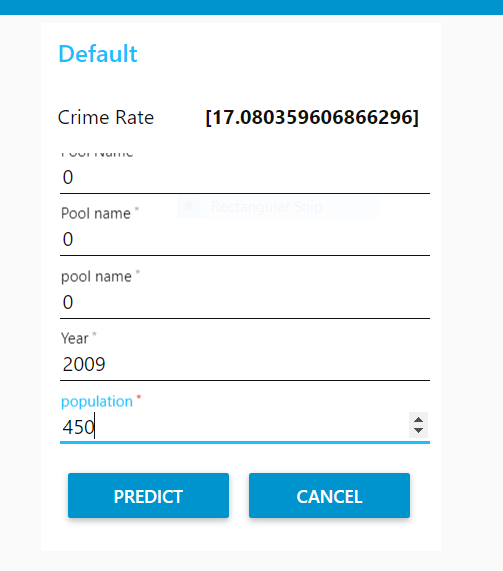 Default
Crime Rate [17.080359606866296]
Pool Name
0
Pool name *
0
pool name *
0
Rectangular Snip
Year *
2009
population *
450
PREDICT CANCEL